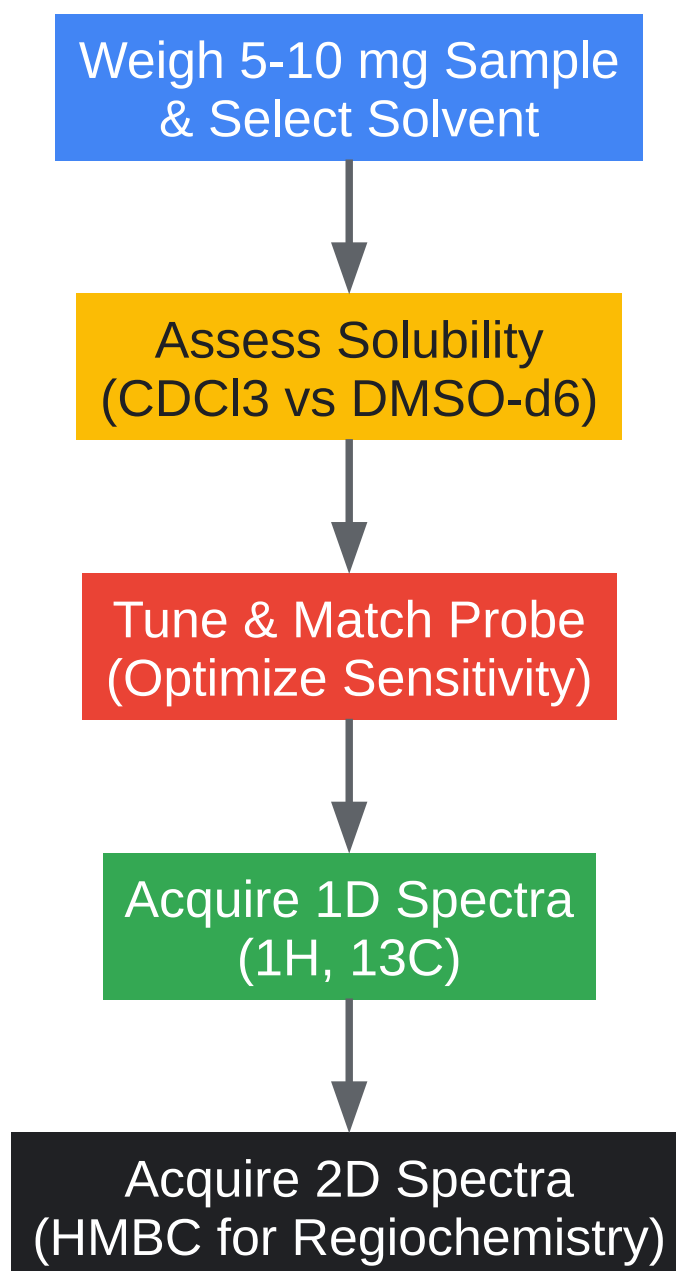 Weigh 5-10 mg Sample
& Select Solvent
Assess Solubility
(CDCl3 vs DMSO-d6)
Tune & Match Probe
(Optimize Sensitivity)
Acquire 1D Spectra
(1H, 13C)
Acquire 2D Spectra
(HMBC for Regiochemistry)